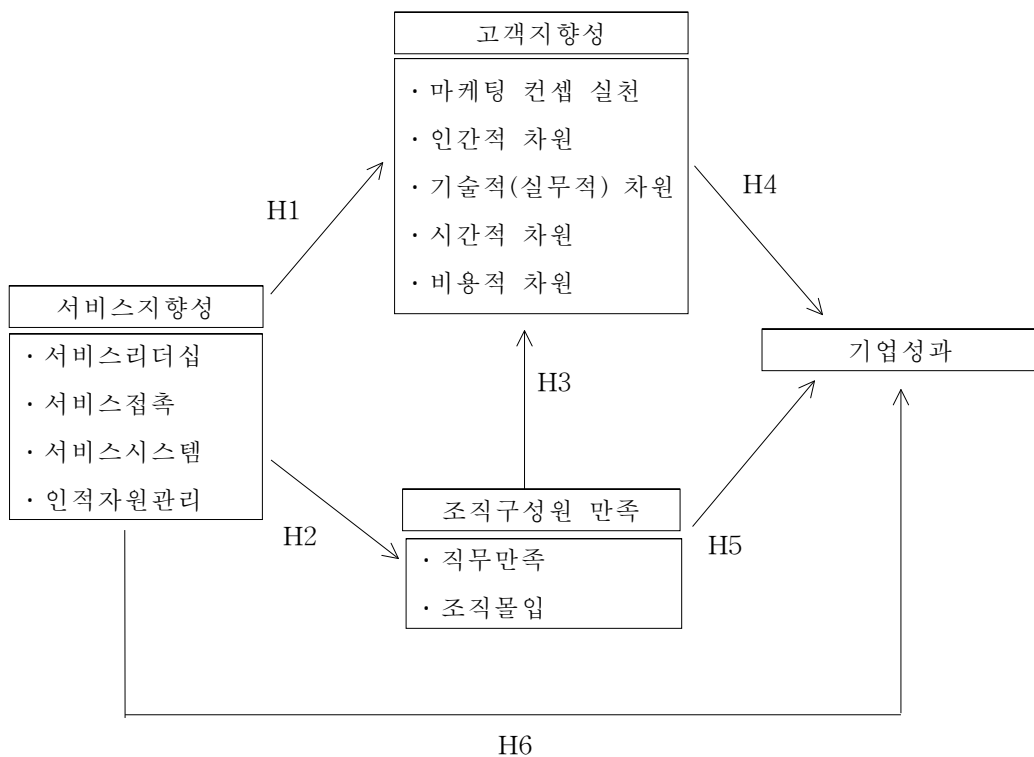 고객지향성
· 마케팅 컨셉 실천
· 인간적 차원
· 기술적(실무적) 차원
· 시간적 차원
· 비용적 차원
H1
H4
서비스지향성
· 서비스리더십
· 서비스접촉
· 서비스시스템
· 인적자원관리
기업성과
H3
H2
조직구성원 만족
· 직무만족
· 조직몰입
H5
H6